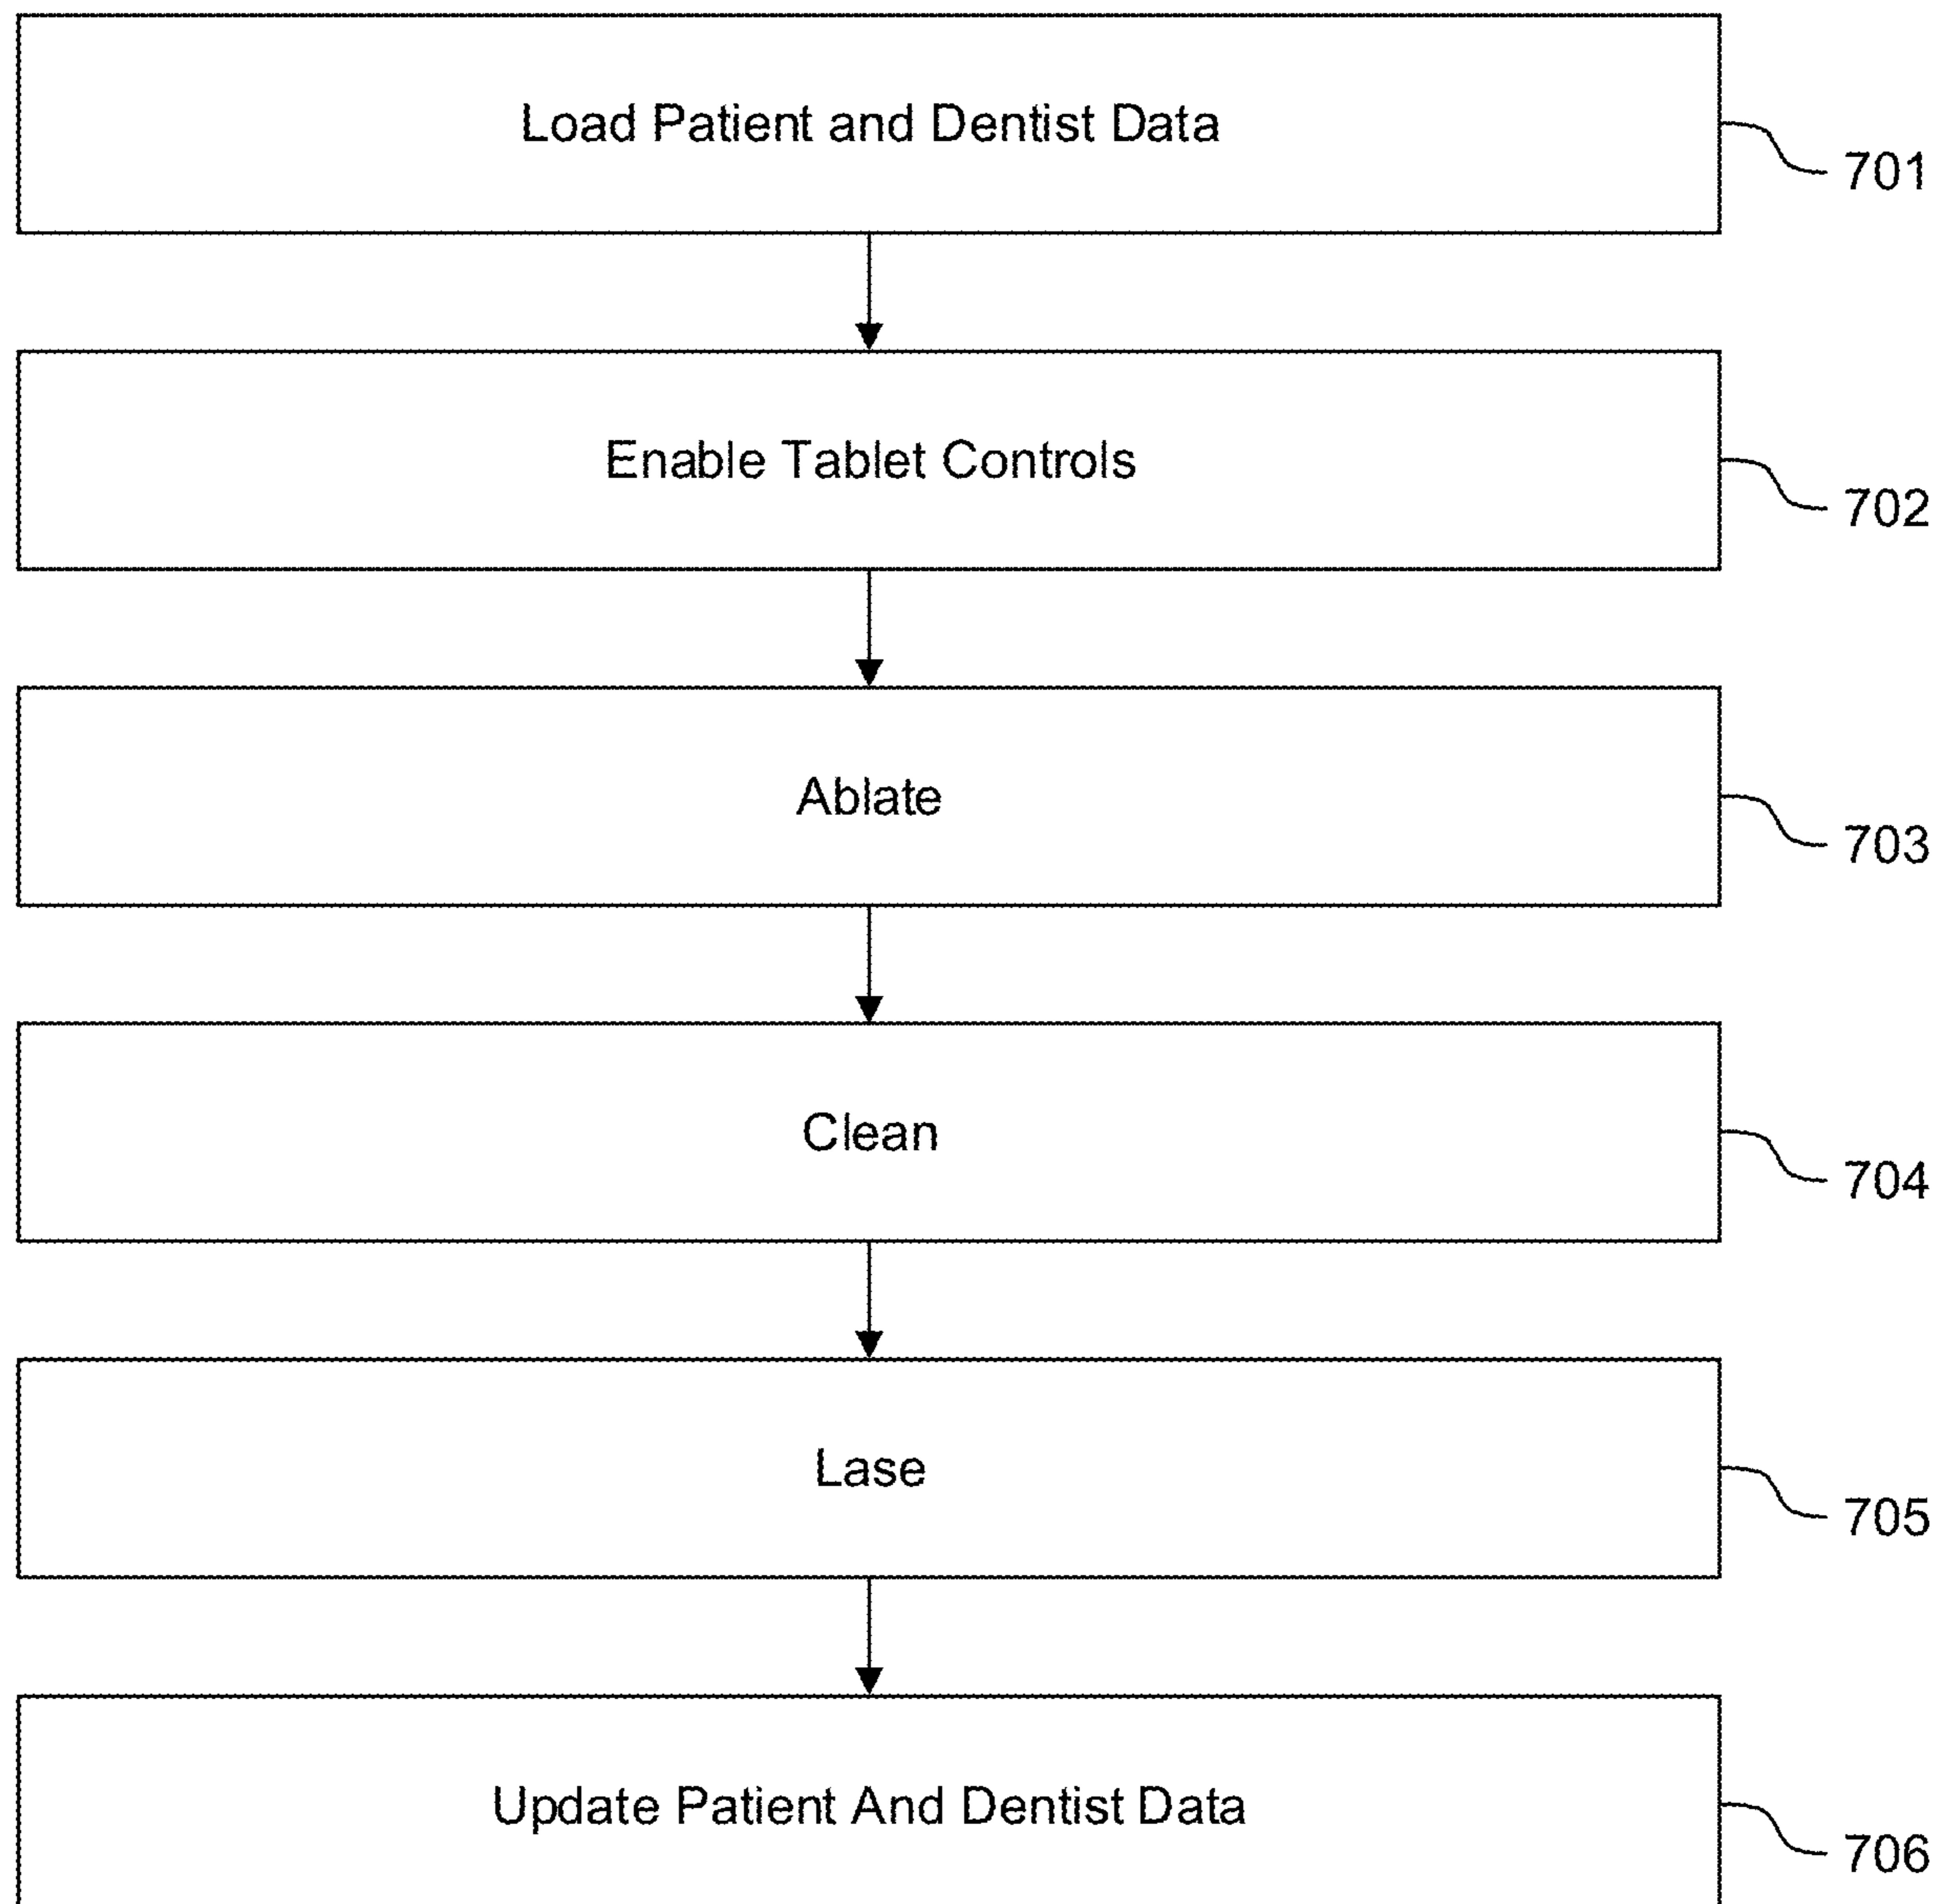 Load Patient and Dentist Data
701
Enable Tablet Controls
702
Ablate
703
Clean
704
Lase
705
Update Patient And Dentist Data
706